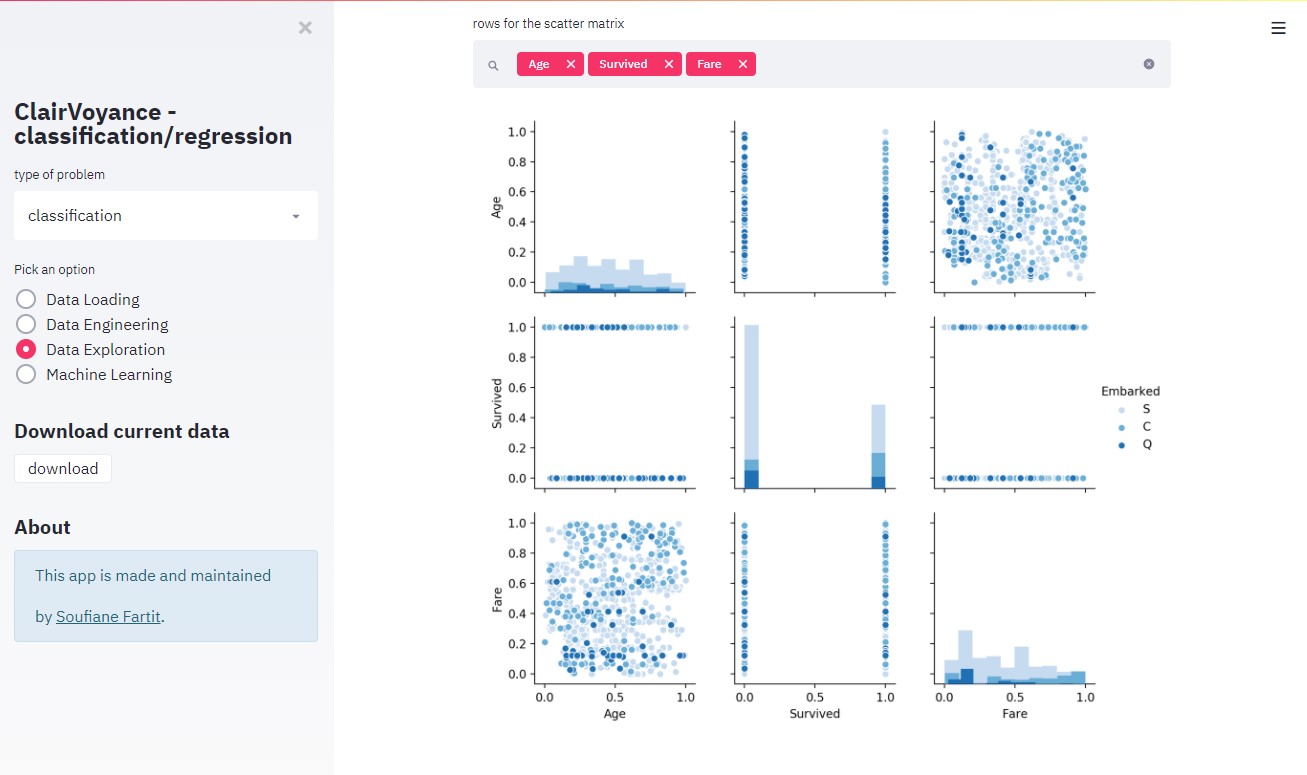 ClairVoyance -
classification/regression
type of problem
classification
Pick an option
Data Loading
Data Engineering
Data Exploration
Machine Learning
Download current data
download
About
This app is made and maintained
by Soufiane Fartit.
rows for the scatter matrix
Age Survived Fare
1.0
0.8
0.6
0.4
0.2
0.0
Age
1.0
0.8
0.6
0.4
0.2
0.0
Survived
1.0
0.8
0.6
0.4
0.2
0.0
Fare
0.0 0.5 1.0 0.0 0.5 1.0 0.0 0.5 1.0
Age Survived Fare
Embarked
S
C
Q